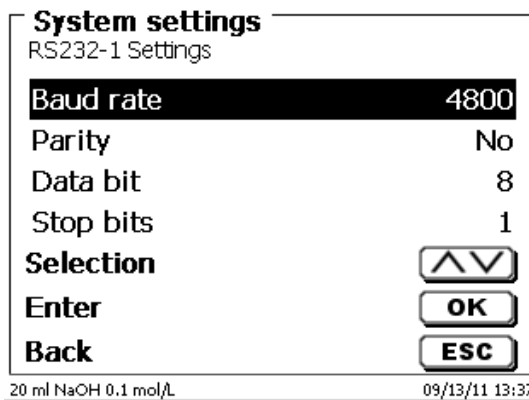 System settings
RS232-1 Settings
Baud rate 4800
Parity No
Data bit 8
Stop bits 1
Selection
Enter OK
Back ESC
20 ml NaOH 0.1 mol/L 09/13/11 13:37